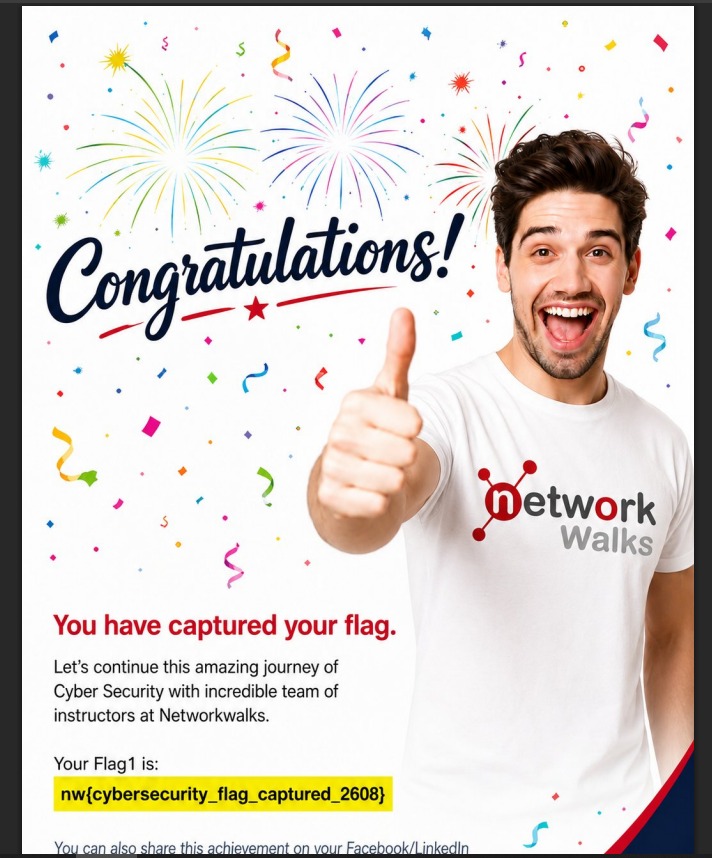 Congratulations!
network
Walks
You have captured your flag.
Let's continue this amazing journey of
Cyber Security with incredible team of
instructors at Networkwalks.
Your Flag1 is:
nw{cybersecurity_flag_captured_2608}
You can also share this achievement on your Facebook/LinkedIn